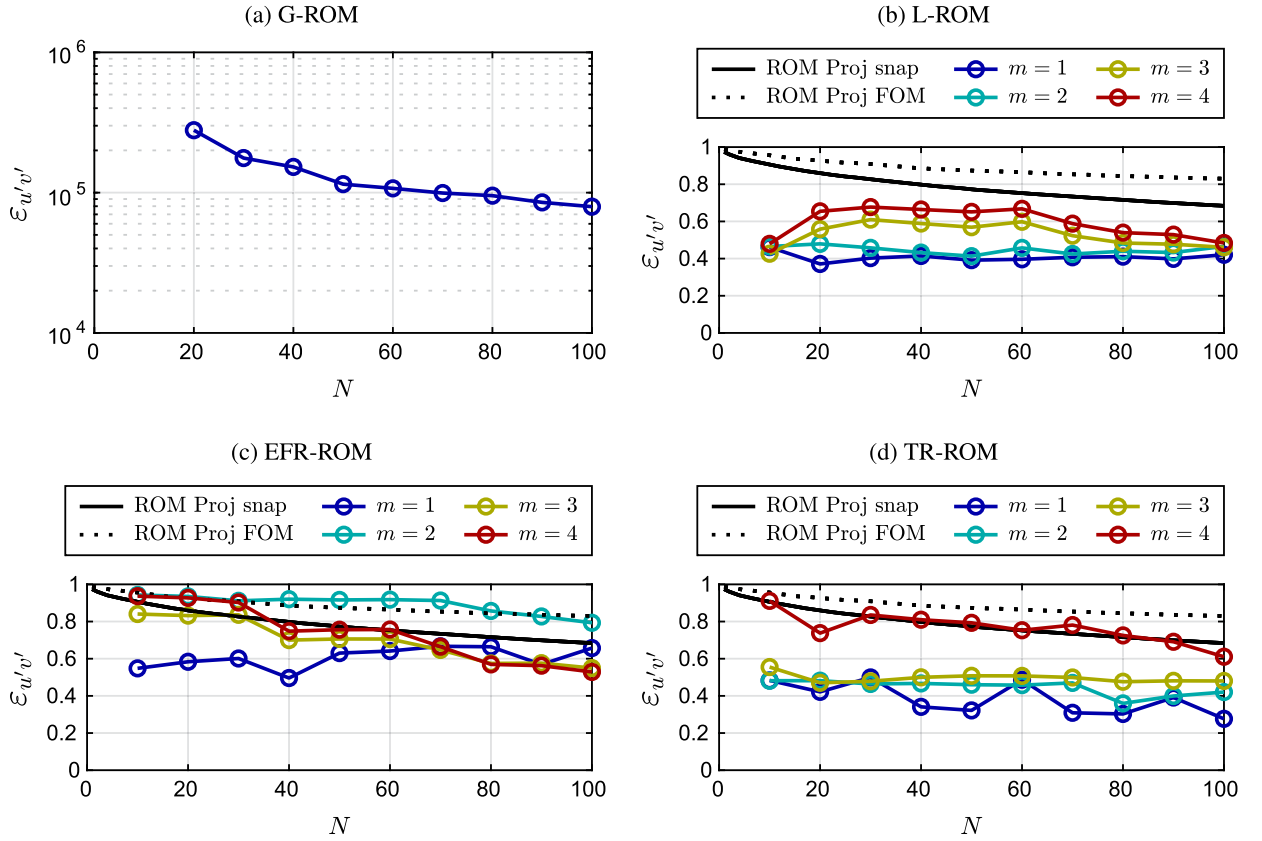 (a) G-ROM
10^6
10^5
10^4
ε_{u'v'}
0 20 40 60 80 100
N
(b) L-ROM
ROM Proj snap
ROM Proj FOM
m = 1
m = 2
m = 3
m = 4
1
0.8
0.6
0.4
0.2
0
ε_{u'v'}
0 20 40 60 80 100
N
(c) EFR-ROM
ROM Proj snap
ROM Proj FOM
m = 1
m = 2
m = 3
m = 4
1
0.8
0.6
0.4
0.2
0
ε_{u'v'}
0 20 40 60 80 100
N
(d) TR-ROM
ROM Proj snap
ROM Proj FOM
m = 1
m = 2
m = 3
m = 4
1
0.8
0.6
0.4
0.2
0
ε_{u'v'}
0 20 40 60 80 100
N